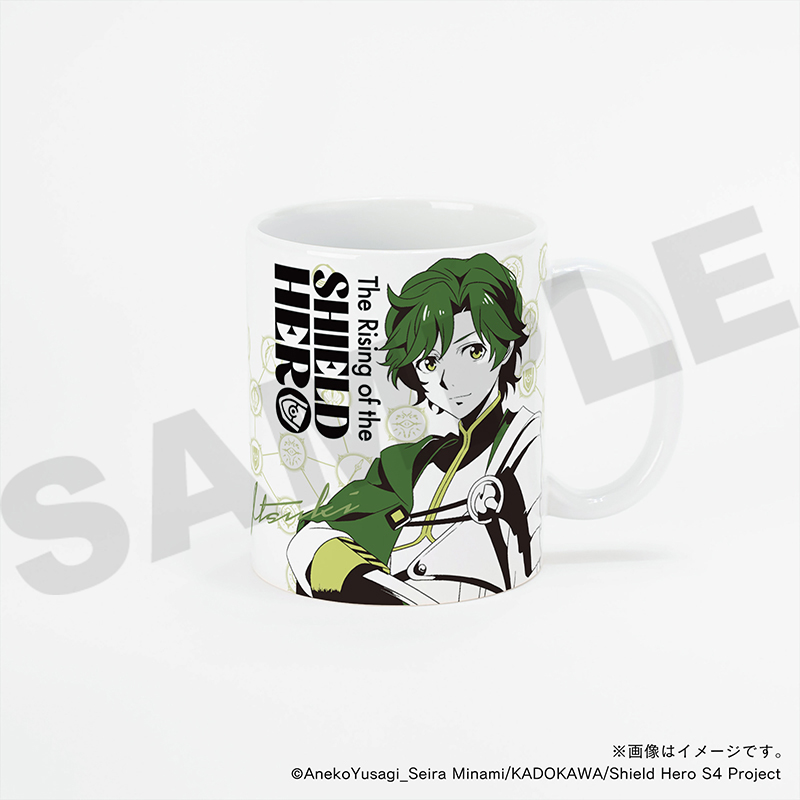 SAMPLE
The Rising of the
SHIELD
HERO
Itsuki
※画像はイメージです。
©AnekoYusagi_Seira Minami/KADOKAWA/Shield Hero S4 Project